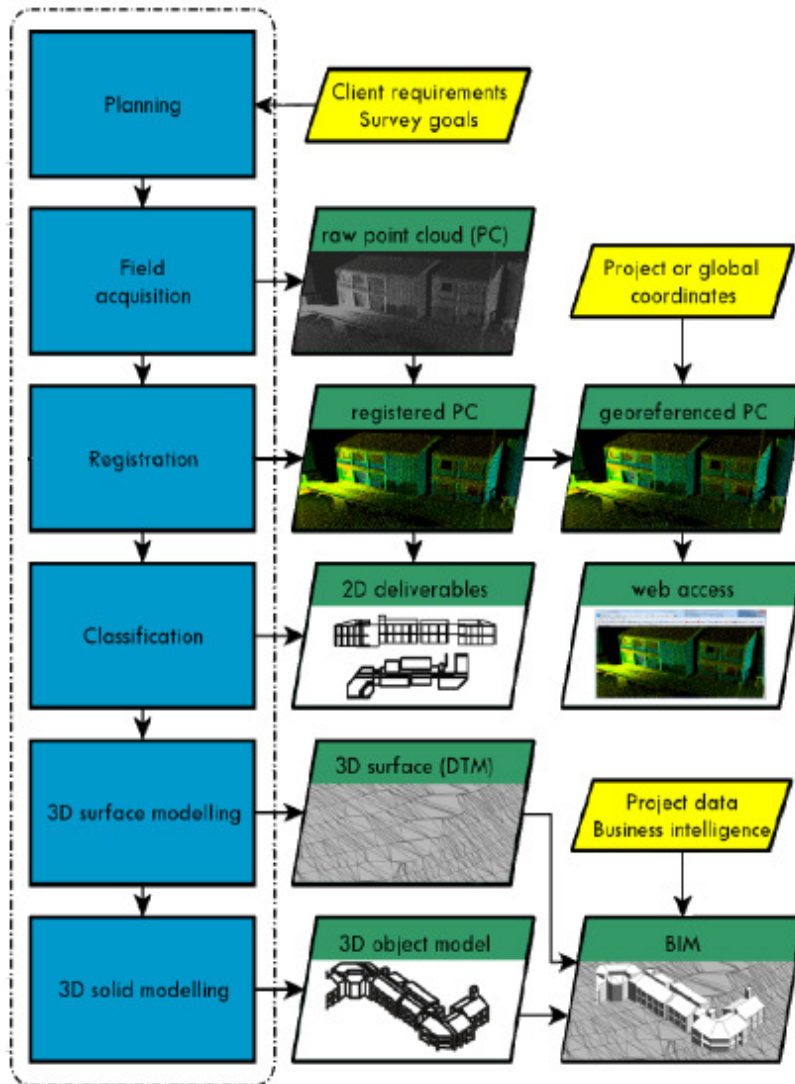 Planning
Client requirements
Survey goals
Field
acquisition
raw point cloud (PC)
Project or global
coordinates
Registration
registered PC
georeferenced PC
Classification
2D deliverables
web access
3D surface modelling
3D surface (DTM)
Project data
Business intelligence
3D solid modelling
3D object model
BIM